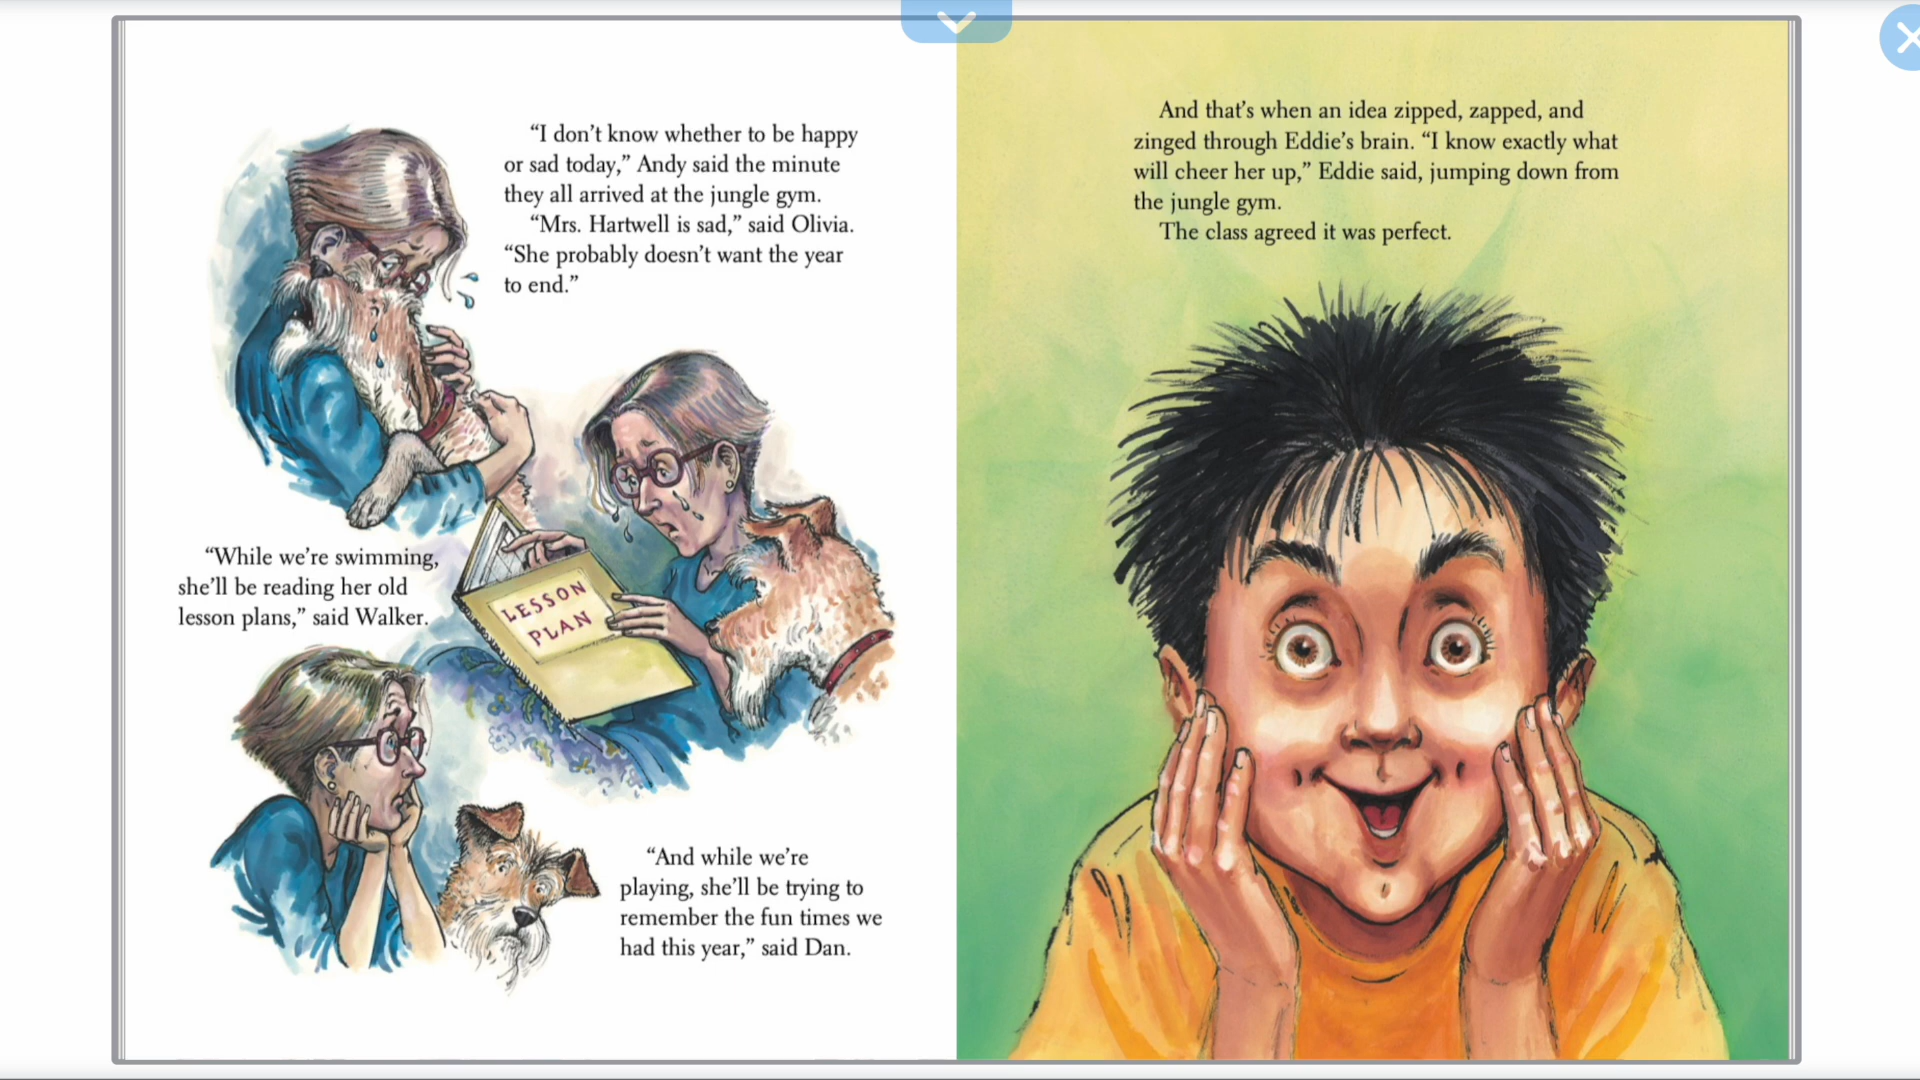 “I don’t know whether to be happy
or sad today,” Andy said the minute
they all arrived at the jungle gym.
“Mrs. Hartwell is sad,” said Olivia.
“She probably doesn’t want the year
to end.”
“While we’re swimming,
she’ll be reading her old
lesson plans,” said Walker.
LESSON
PLAN
“And while we’re
playing, she’ll be trying to
remember the fun times we
had this year,” said Dan.
And that’s when an idea zipped, zapped, and
zinged through Eddie’s brain. “I know exactly what
will cheer her up,” Eddie said, jumping down from
the jungle gym.
The class agreed it was perfect.